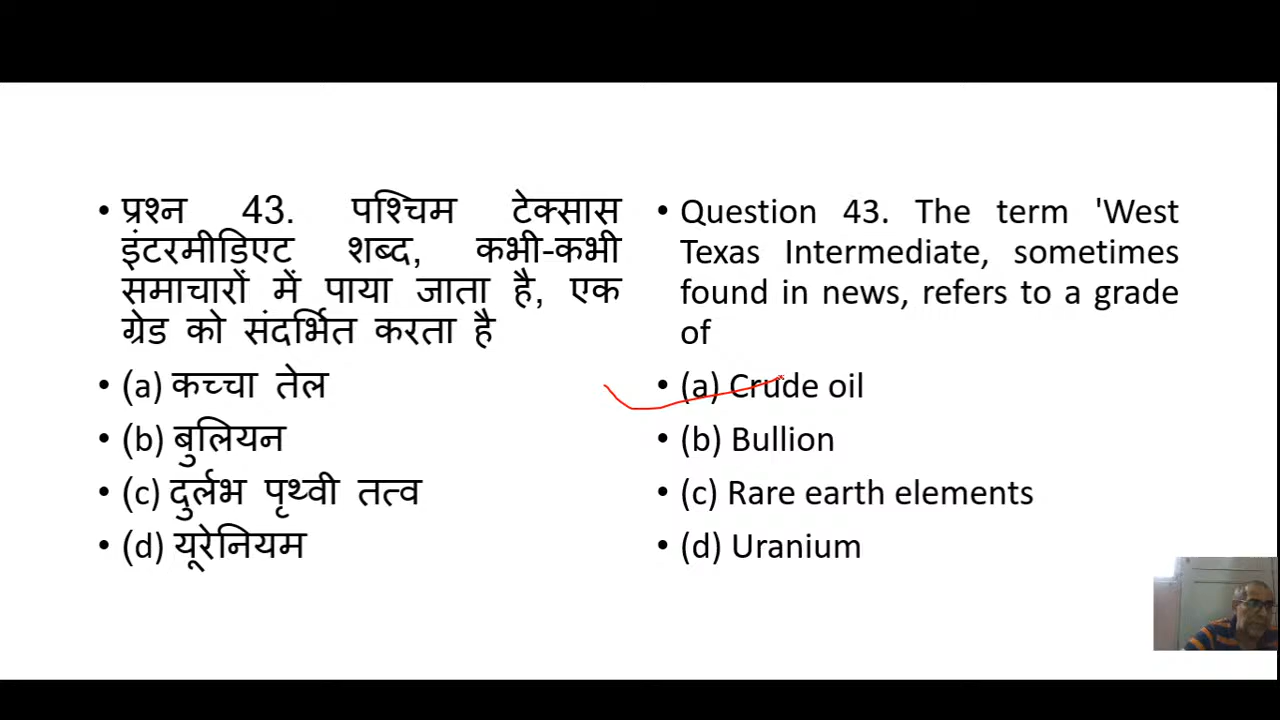 • प्रश्न 43. पश्चिम टेक्सास
इंटरमीडिएट शब्द, कभी-कभी
समाचारों में पाया जाता है, एक
ग्रेड को संदर्भित करता है
• (a) कच्चा तेल
• (b) बुलियन
• (c) दुर्लभ पृथ्वी तत्व
• (d) यूरेनियम
• Question 43. The term 'West
Texas Intermediate, sometimes
found in news, refers to a grade
of
• (a) Crude oil
• (b) Bullion
• (c) Rare earth elements
• (d) Uranium